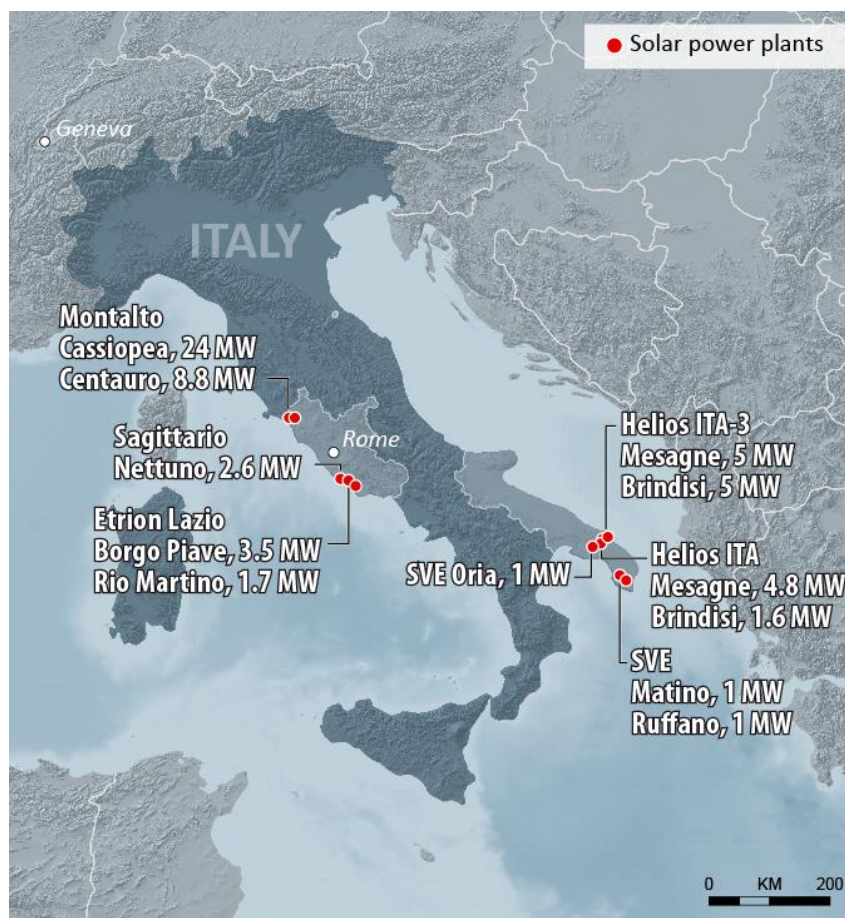 Solar power plants
Geneva
ITALY
Montalto
Cassiopea, 24 MW
Centauro, 8.8 MW
Rome
Sagittario
Nettuno, 2.6 MW
Etrion Lazio
Borgo Piave, 3.5 MW
Rio Martino, 1.7 MW
Helios ITA-3
Mesagne, 5 MW
Brindisi, 5 MW
SVE Oria, 1 MW
Helios ITA
Mesagne, 4.8 MW
Brindisi, 1.6 MW
SVE
Matino, 1 MW
Ruffano, 1 MW
0 KM 200